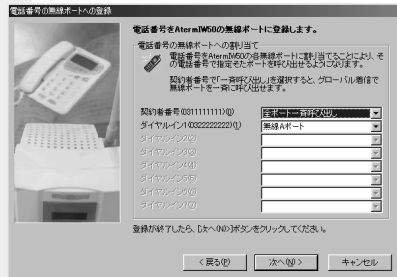 電話番号の無線ポートへの登録
電話番号をAtermIW50の無線ポートに登録します。
電話番号の無線ポートへの割り当て
電話番号をAtermIW50の各無線ポートに割り当てることにより、そ
の電話番号で指定したポートを呼び出せるようになります。
契約者番号で「一斉呼び出し」を選択すると、グローバル着信で
無線ポートを一斉に呼び出せます。
契約者番号(0311111111)(0) 全ポート一斉呼び出し
ダイヤルイン1(0322222222)(1) 無線Aポート
ダイヤルイン2(2)
ダイヤルイン3(3)
ダイヤルイン4(4)
ダイヤルイン5(5)
ダイヤルイン6(6)
ダイヤルイン7(7)
登録が終了したら、[次へ(N)]ボタンをクリックしてください。
< 戻る(P)
次へ(N) >
キャンセル